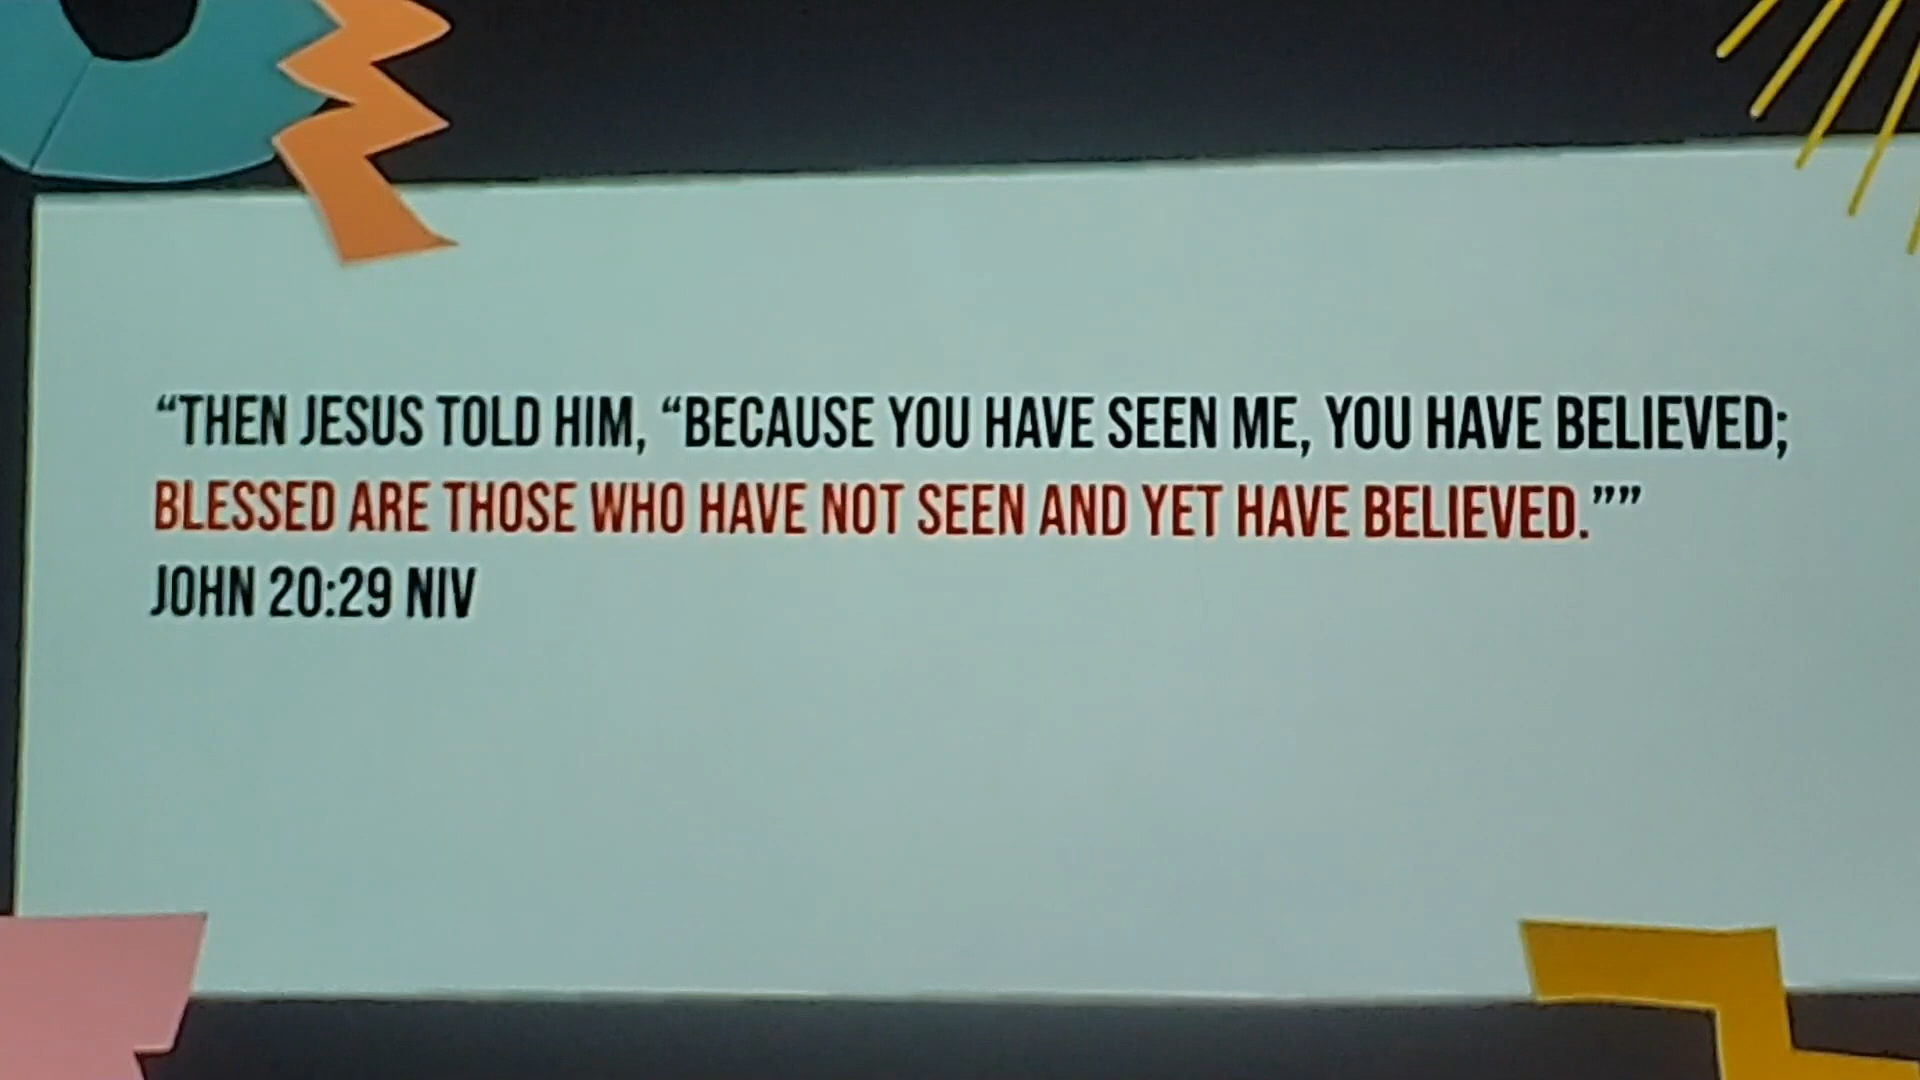 “THEN JESUS TOLD HIM, “BECAUSE YOU HAVE SEEN ME, YOU HAVE BELIEVED;
BLESSED ARE THOSE WHO HAVE NOT SEEN AND YET HAVE BELIEVED.””
JOHN 20:29 NIV